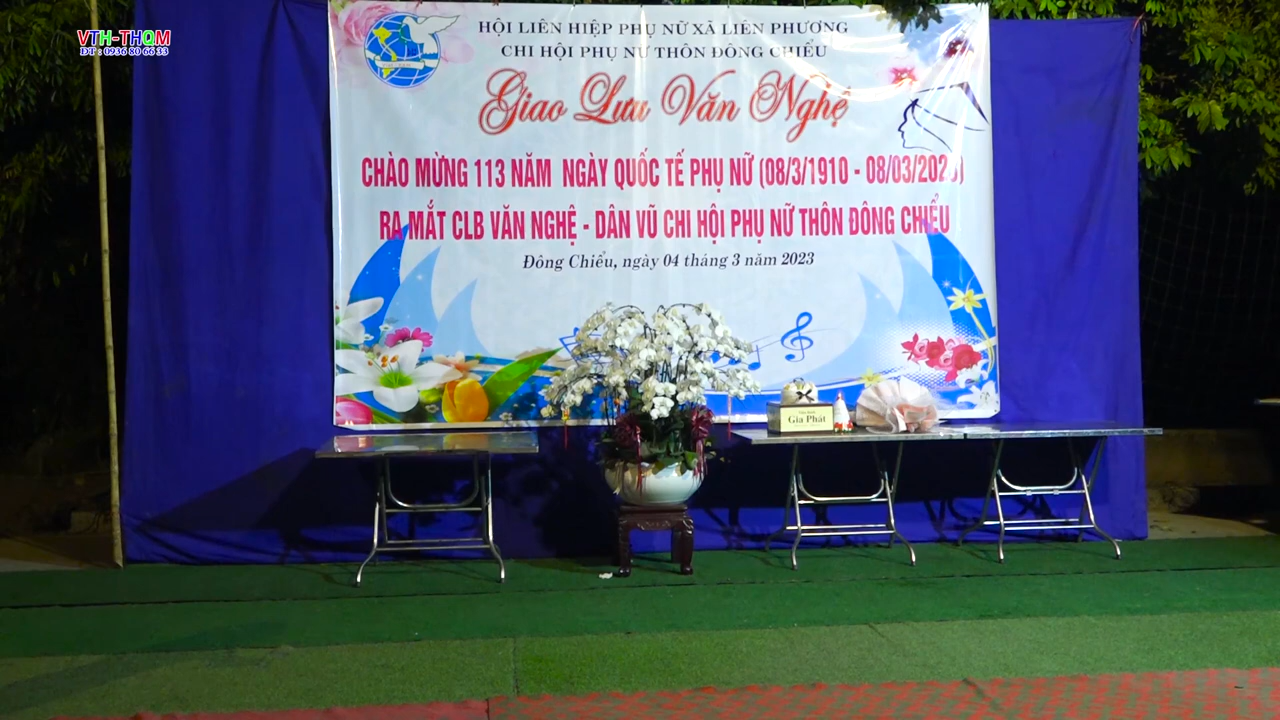 VTH-THQM
ĐT : 0936 80 66 33
HỘI LIÊN HIỆP PHỤ NỮ XÃ LIÊN PHƯƠNG
CHI HỘI PHỤ NỮ THÔN ĐÔNG CHIỂU
Giao Lưu Văn Nghệ
CHÀO MỪNG 113 NĂM NGÀY QUỐC TẾ PHỤ NỮ (08/3/1910 - 08/03/2023)
RA MẮT CLB VĂN NGHỆ - DÂN VŨ CHI HỘI PHỤ NỮ THÔN ĐÔNG CHIỂU
Đông Chiểu, ngày 04 tháng 3 năm 2023
Gia Phát